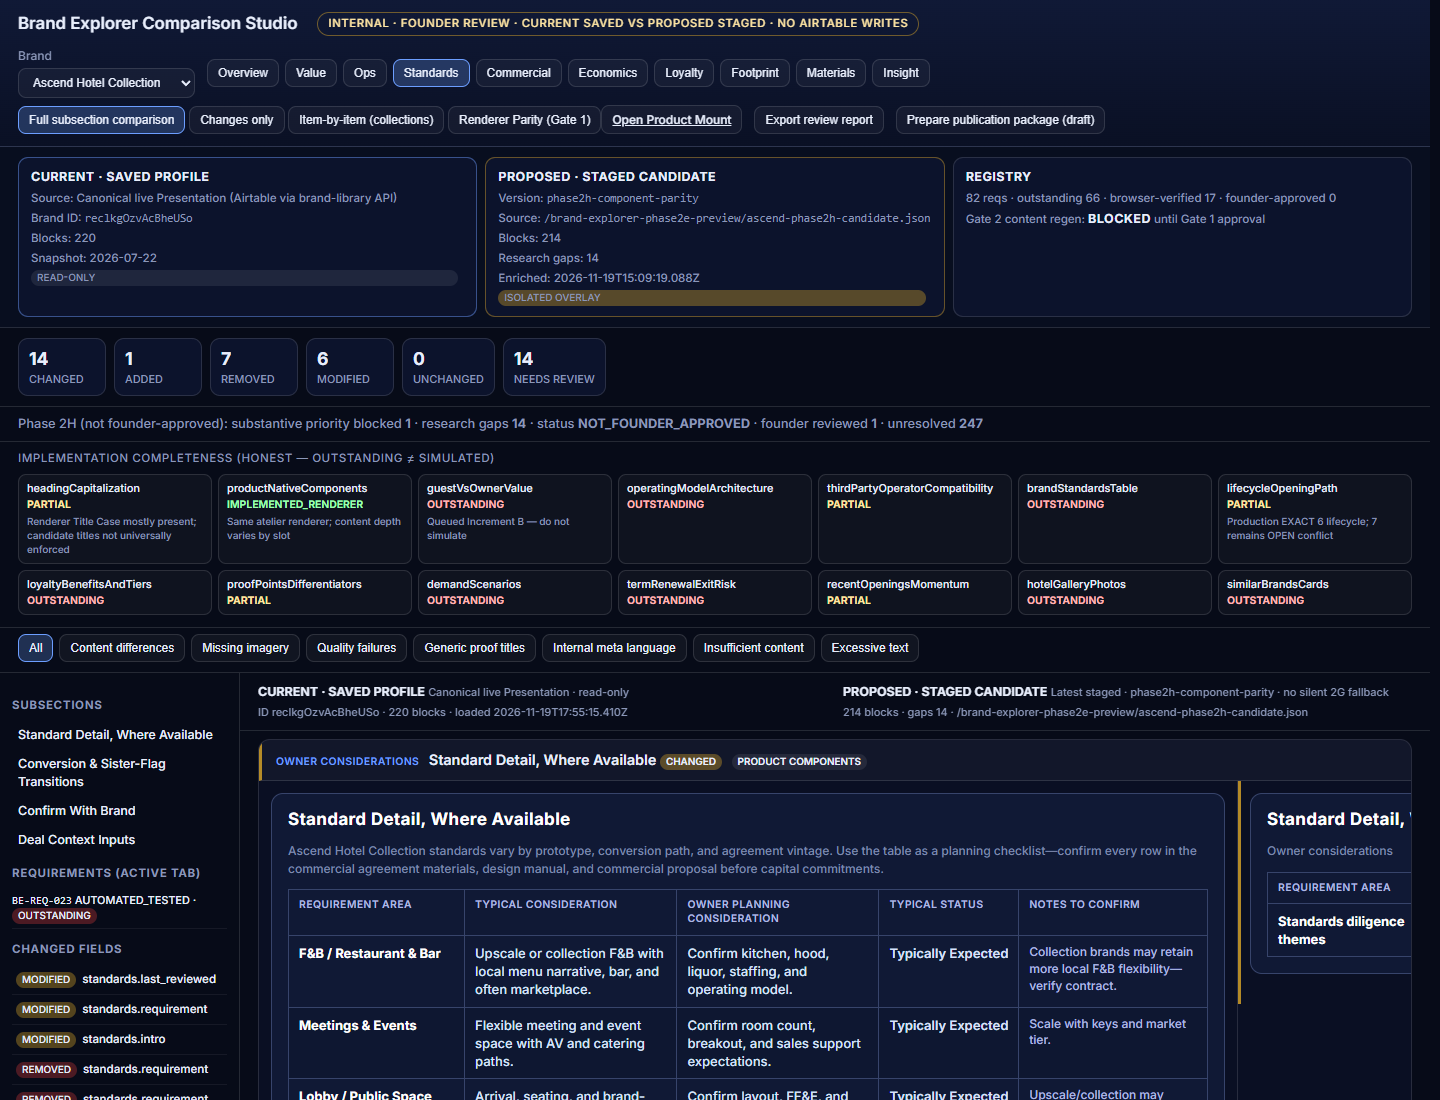 Brand Explorer Comparison Studio
INTERNAL · FOUNDER REVIEW · CURRENT SAVED VS PROPOSED STAGED · NO AIRTABLE WRITES
Brand
Ascend Hotel Collection
Overview
Value
Ops
Standards
Commercial
Economics
Loyalty
Footprint
Materials
Insight
Full subsection comparison
Changes only
Item-by-item (collections)
Renderer Parity (Gate 1)
Open Product Mount
Export review report
Prepare publication package (draft)
CURRENT · SAVED PROFILE
Source: Canonical live Presentation (Airtable via brand-library API)
Brand ID: reclkgOzvAcBheUSo
Blocks: 220
Snapshot: 2026-07-22
READ-ONLY
PROPOSED · STAGED CANDIDATE
Version: phase2h-component-parity
Source: /brand-explorer-phase2e-preview/ascend-phase2h-candidate.json
Blocks: 214
Research gaps: 14
Enriched: 2026-11-19T15:09:19.088Z
ISOLATED OVERLAY
REGISTRY
82 reqs · outstanding 66 · browser-verified 17 · founder-approved 0
Gate 2 content regen: BLOCKED until Gate 1 approval
14
CHANGED
1
ADDED
7
REMOVED
6
MODIFIED
0
UNCHANGED
14
NEEDS REVIEW
Phase 2H (not founder-approved): substantive priority blocked 1 · research gaps 14 · status NOT_FOUNDER_APPROVED · founder reviewed 1 · unresolved 247
IMPLEMENTATION COMPLETENESS (HONEST — OUTSTANDING ≠ SIMULATED)
headingCapitalization
PARTIAL
Renderer Title Case mostly present;
candidate titles not universally
enforced
productNativeComponents
IMPLEMENTED_RENDERER
Same atelier renderer; content depth
varies by slot
guestVsOwnerValue
OUTSTANDING
Queued Increment B — do not
simulate
operatingModelArchitecture
OUTSTANDING
thirdPartyOperatorCompatibility
PARTIAL
brandStandardsTable
OUTSTANDING
lifecycleOpeningPath
PARTIAL
Production EXACT 6 lifecycle; 7
remains OPEN conflict
loyaltyBenefitsAndTiers
OUTSTANDING
proofPointsDifferentiators
PARTIAL
demandScenarios
OUTSTANDING
termRenewalExitRisk
OUTSTANDING
recentOpeningsMomentum
PARTIAL
hotelGalleryPhotos
OUTSTANDING
similarBrandsCards
OUTSTANDING
All
Content differences
Missing imagery
Quality failures
Generic proof titles
Internal meta language
Insufficient content
Excessive text
SUBSECTIONS
Standard Detail, Where Available
Conversion & Sister-Flag
Transitions
Confirm With Brand
Deal Context Inputs
REQUIREMENTS (ACTIVE TAB)
BE-REQ-023 AUTOMATED_TESTED ·
OUTSTANDING
CHANGED FIELDS
MODIFIED standards.last_reviewed
MODIFIED standards.requirement
MODIFIED standards.intro
REMOVED standards.requirement
REMOVED standards.requirement
CURRENT · SAVED PROFILE Canonical live Presentation · read-only
ID reclkgOzvAcBheUSo · 220 blocks · loaded 2026-11-19T17:55:15.410Z
PROPOSED · STAGED CANDIDATE Latest staged · phase2h-component-parity · no silent 2G fallback
214 blocks · gaps 14 · /brand-explorer-phase2e-preview/ascend-phase2h-candidate.json
OWNER CONSIDERATIONS Standard Detail, Where Available CHANGED PRODUCT COMPONENTS
Standard Detail, Where Available
Ascend Hotel Collection standards vary by prototype, conversion path, and agreement vintage. Use the table as a planning checklist—confirm every row in the
commercial agreement materials, design manual, and commercial proposal before capital commitments.
REQUIREMENT AREA
TYPICAL CONSIDERATION
OWNER PLANNING
CONSIDERATION
TYPICAL STATUS
NOTES TO CONFIRM
F&B / Restaurant & Bar
Upscale or collection F&B with
local menu narrative, bar, and
often marketplace.
Confirm kitchen, hood,
liquor, staffing, and
operating model.
Typically Expected
Collection brands may retain
more local F&B flexibility—
verify contract.
Meetings & Events
Flexible meeting and event
space with AV and catering
paths.
Confirm room count,
breakout, and sales support
expectations.
Typically Expected
Scale with keys and market
tier.
Lobby / Public Space
Arrival, seating, and brand-
Confirm layout, FF&E, and
Typically Expected
Upscale/collection may
Standard Detail,
Owner considerations
REQUIREMENT AREA
Standards diligence
themes